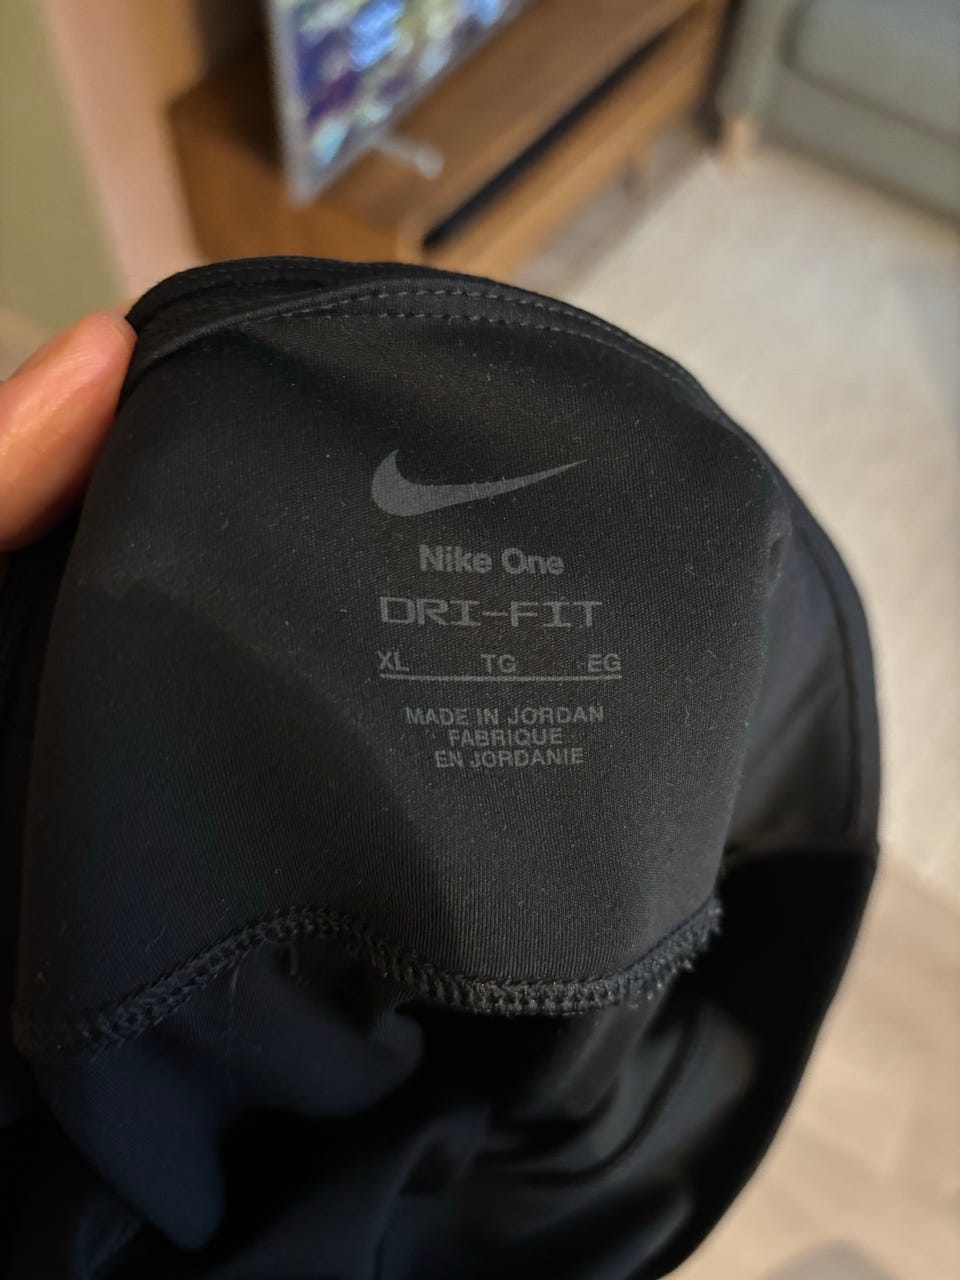 Nike One
DRI-FIT
XL TG EG
MADE IN JORDAN
FABRIQUE
EN JORDANIE